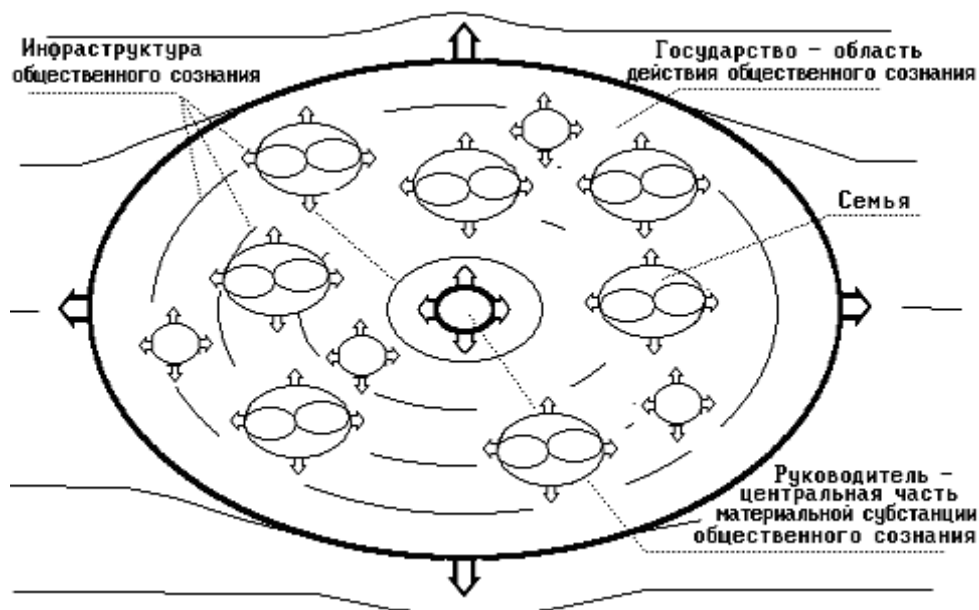 Инфраструктура
общественного сознания
Государство – область
действия общественного сознания
Семья
Руководитель –
центральная часть
материальной субстанции
общественного сознания